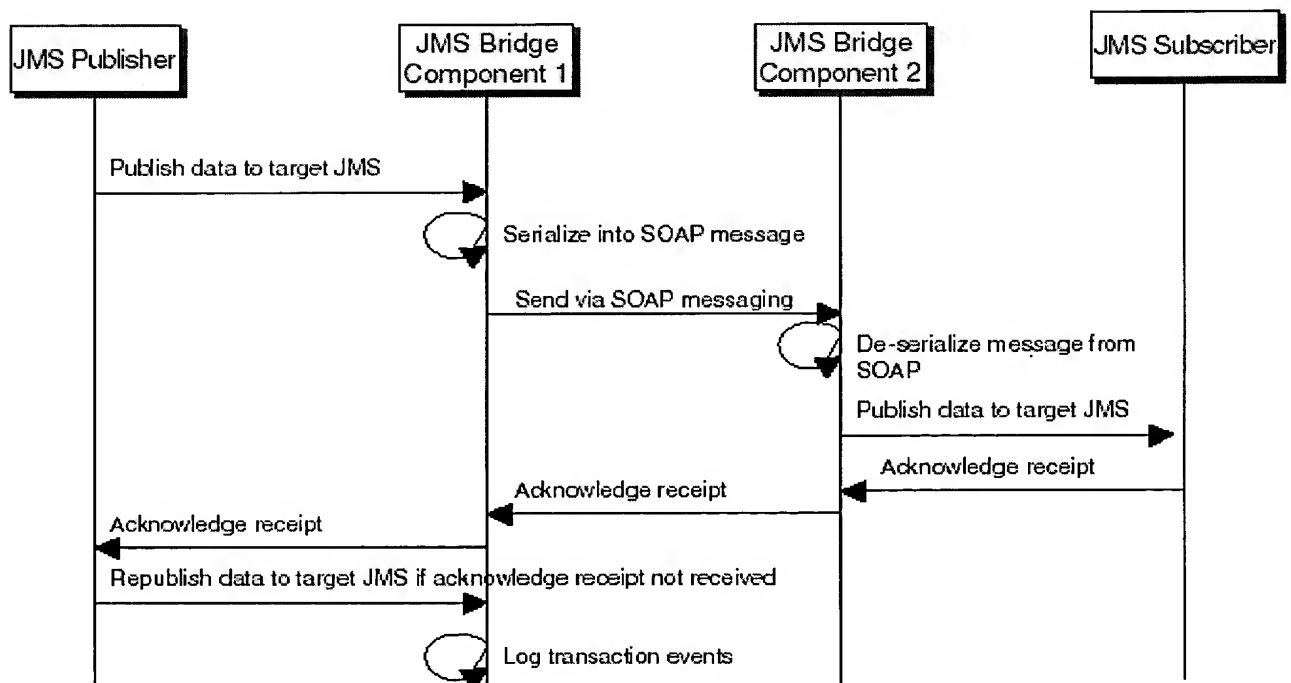 JMS Publisher
JMS Bridge
Component 1
JMS Bridge
Component 2
JMS Subscriber
Publish data to target JMS
Serialize into SOAP message
Send via SOAP messaging
De-serialize message from
SOAP
Publish data to target JMS
Acknowledge receipt
Acknowledge receipt
Acknowledge receipt
Republish data to target JMS if acknowledge receipt not received
Log transaction events